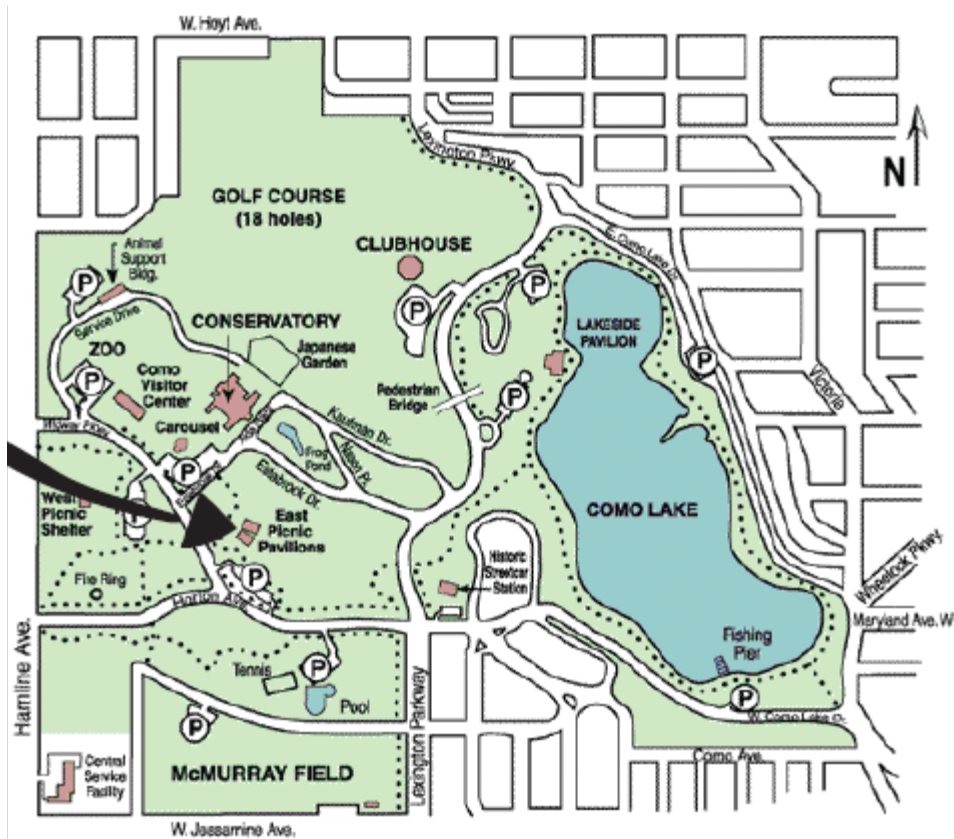 W. Hoyt Ave.
Lexington Pkwy.
N
GOLF COURSE
(18 holes)
CLUBHOUSE
E. Como Lake Dr.
Animal
Support
Bldg.
P
P
P
Service Drive
CONSERVATORY
LAKESIDE
PAVILION
ZOO
Japanese
Garden
P
Victoria
Como
Visitor
Center
P
Pedestrian
Bridge
P
Carousel
Kaufman Dr.
Frog
Pond
Nason Pl.
P
Estabrook Dr.
West
Picnic
Shelter
P
East
Picnic
Pavilions
COMO LAKE
Historic
Streetcar
Station
Wheelock Pkwy.
Fire Ring
P
Horton Ave.
Maryland Ave. W
Hamline Ave.
Fishing
Pier
Tennis
P
Pool
Lexington Parkway
P
W. Como Lake Dr.
P
Como Ave.
Central
Service
Facility
McMURRAY FIELD
W. Jessamine Ave.